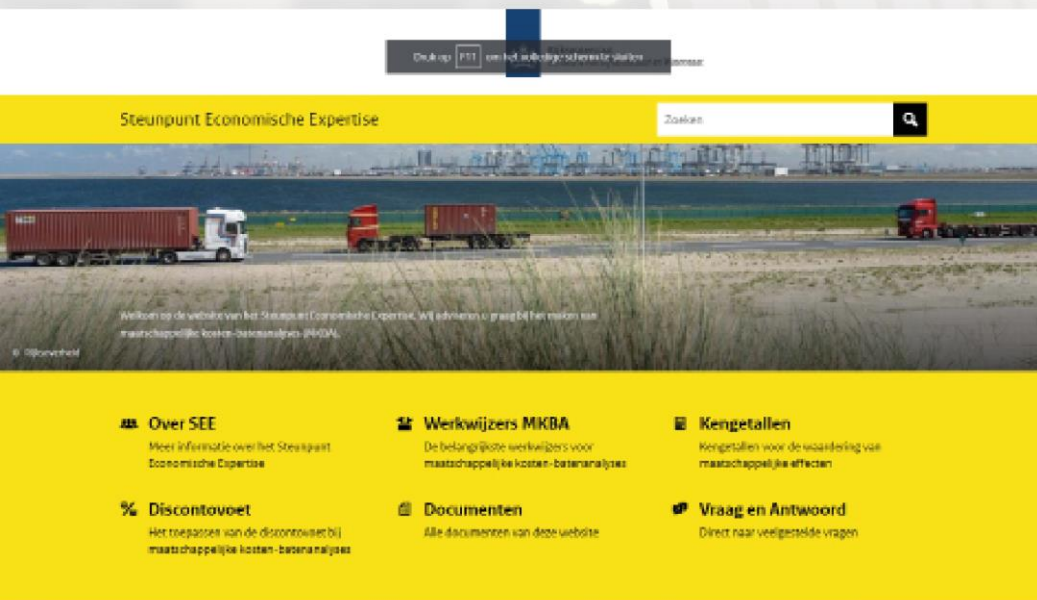 Druk op F11 om het volledige scherm te sluiten
Steunpunt Economische Expertise
Zoeken
Welkom op de website van het Steunpunt Economische Expertise. Wij adviseren u graag bij het maken van
maatschappelijke kosten-batenanalyses (MKBA).
© Rijksoverheid
Over SEE
Meer informatie over het Steunpunt
Economische Expertise
Werkwijzers MKBA
De belangrijkste werkwijzers voor
maatschappelijke kosten-batenanalyses
Kengetallen
Kengetallen voor de waardering van
maatschappelijke effecten
Discontovoet
Het toepassen van de discontovoet bij
maatschappelijke kosten-batenanalyses
Documenten
Alle documenten van deze website
Vraag en Antwoord
Direct naar veelgestelde vragen